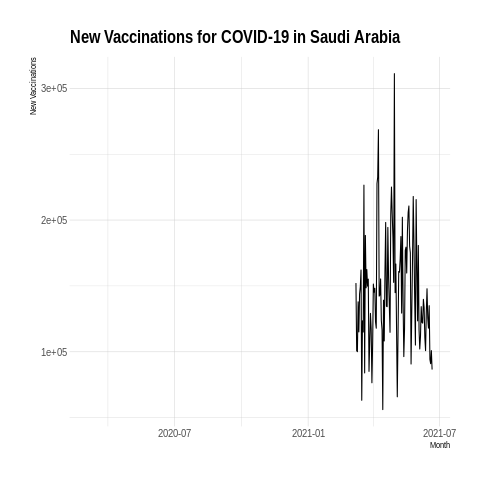 New Vaccinations for COVID-19 in Saudi Arabia
New Vaccinations
3e+05
2e+05
1e+05
2020-07
2021-01
2021-07
Month